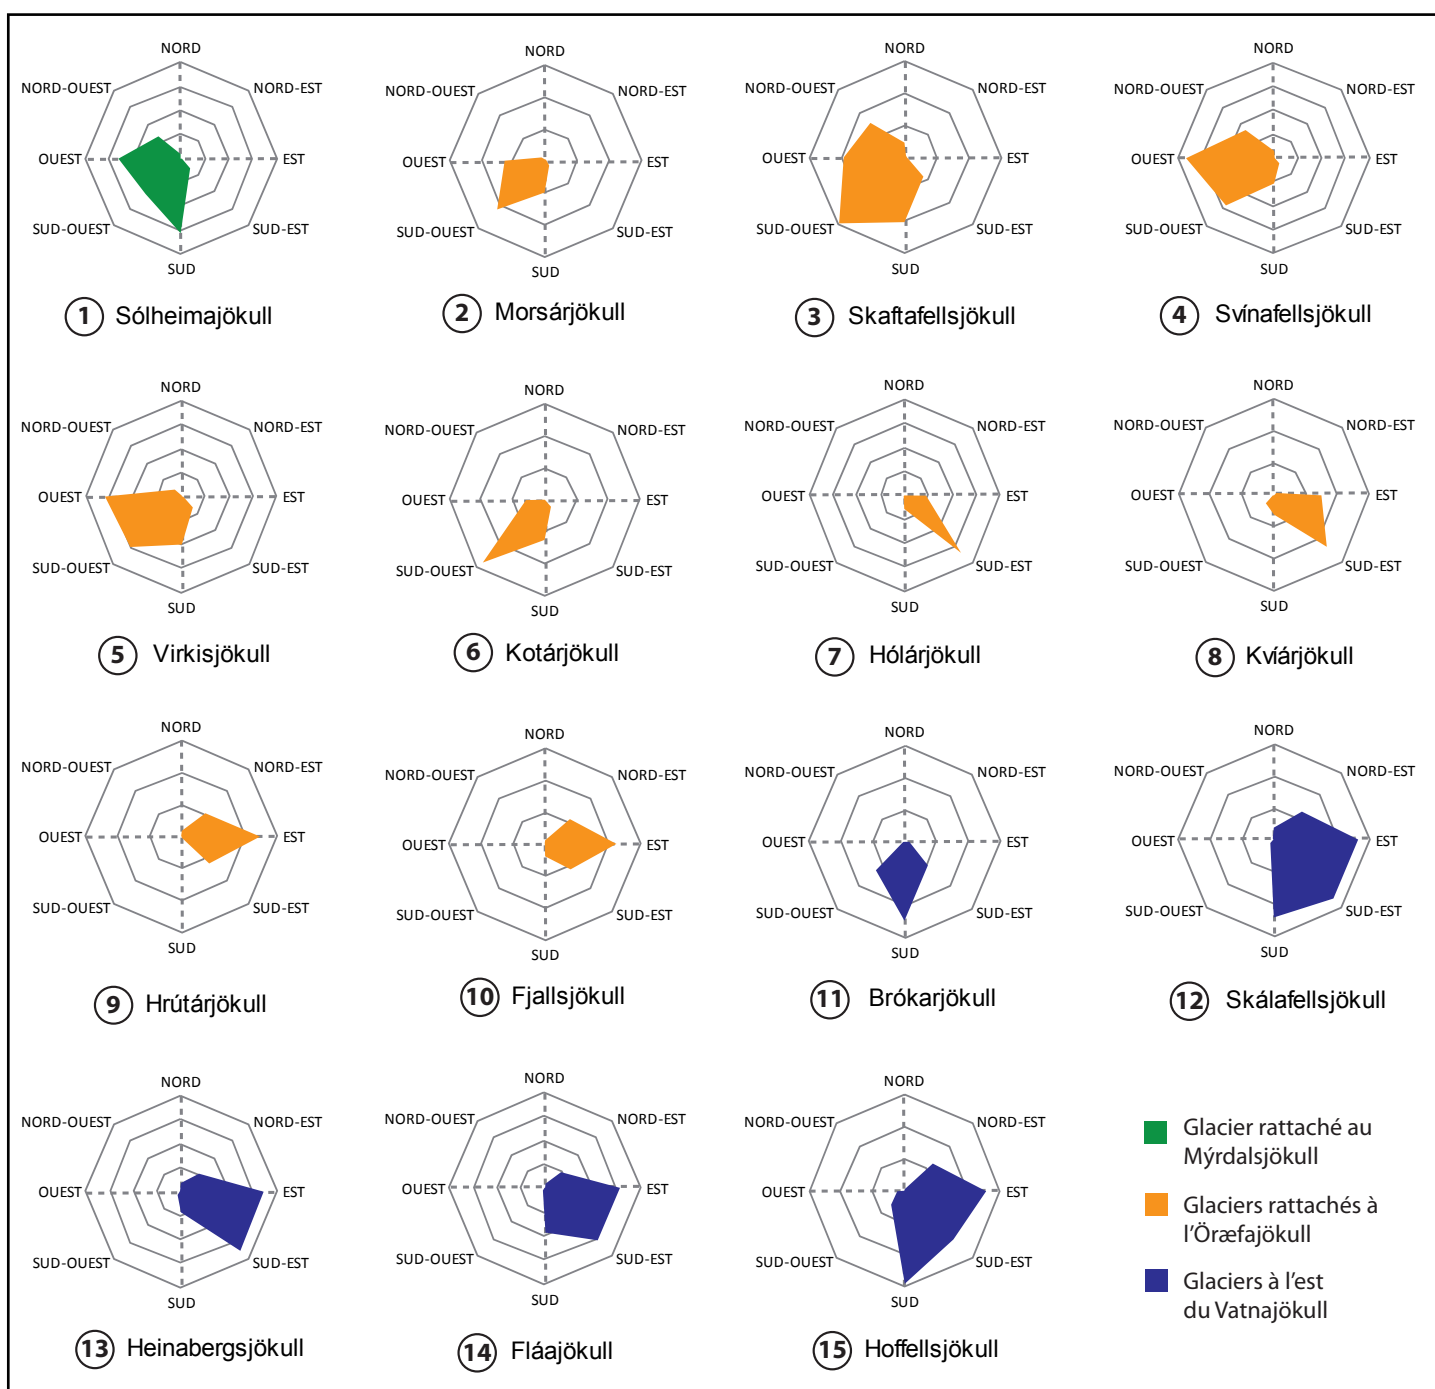 NORD
NORD-OUEST
NORD-EST
OUEST
EST
SUD-OUEST
SUD-EST
SUD
1 Sólheimajökull
NORD
NORD-OUEST
NORD-EST
OUEST
EST
SUD-OUEST
SUD-EST
SUD
2 Morsárjökull
NORD
NORD-OUEST
NORD-EST
OUEST
EST
SUD-OUEST
SUD-EST
SUD
3 Skaftafellsjökull
NORD
NORD-OUEST
NORD-EST
OUEST
EST
SUD-OUEST
SUD-EST
SUD
4 Svínafellsjökull
NORD
NORD-OUEST
NORD-EST
OUEST
EST
SUD-OUEST
SUD-EST
SUD
5 Virkisjökull
NORD
NORD-OUEST
NORD-EST
OUEST
EST
SUD-OUEST
SUD-EST
SUD
6 Kotárjökull
NORD
NORD-OUEST
NORD-EST
OUEST
EST
SUD-OUEST
SUD-EST
SUD
7 Hólárjökull
NORD
NORD-OUEST
NORD-EST
OUEST
EST
SUD-OUEST
SUD-EST
SUD
8 Kvíárjökull
NORD
NORD-OUEST
NORD-EST
OUEST
EST
SUD-OUEST
SUD-EST
SUD
9 Hrútárjökull
NORD
NORD-OUEST
NORD-EST
OUEST
EST
SUD-OUEST
SUD-EST
SUD
10 Fjallsjökull
NORD
NORD-OUEST
NORD-EST
OUEST
EST
SUD-OUEST
SUD-EST
SUD
11 Brókarjökull
NORD
NORD-OUEST
NORD-EST
OUEST
EST
SUD-OUEST
SUD-EST
SUD
12 Skálafellsjökull
NORD
NORD-OUEST
NORD-EST
OUEST
EST
SUD-OUEST
SUD-EST
SUD
13 Heinabergsjökull
NORD
NORD-OUEST
NORD-EST
OUEST
EST
SUD-OUEST
SUD-EST
SUD
14 Fláajökull
NORD
NORD-OUEST
NORD-EST
OUEST
EST
SUD-OUEST
SUD-EST
SUD
15 Hoffellsjökull
Glacier rattaché au
Mýrdalsjökull
Glaciers rattachés à
l'Öræfajökull
Glaciers à l'est
du Vatnajökull